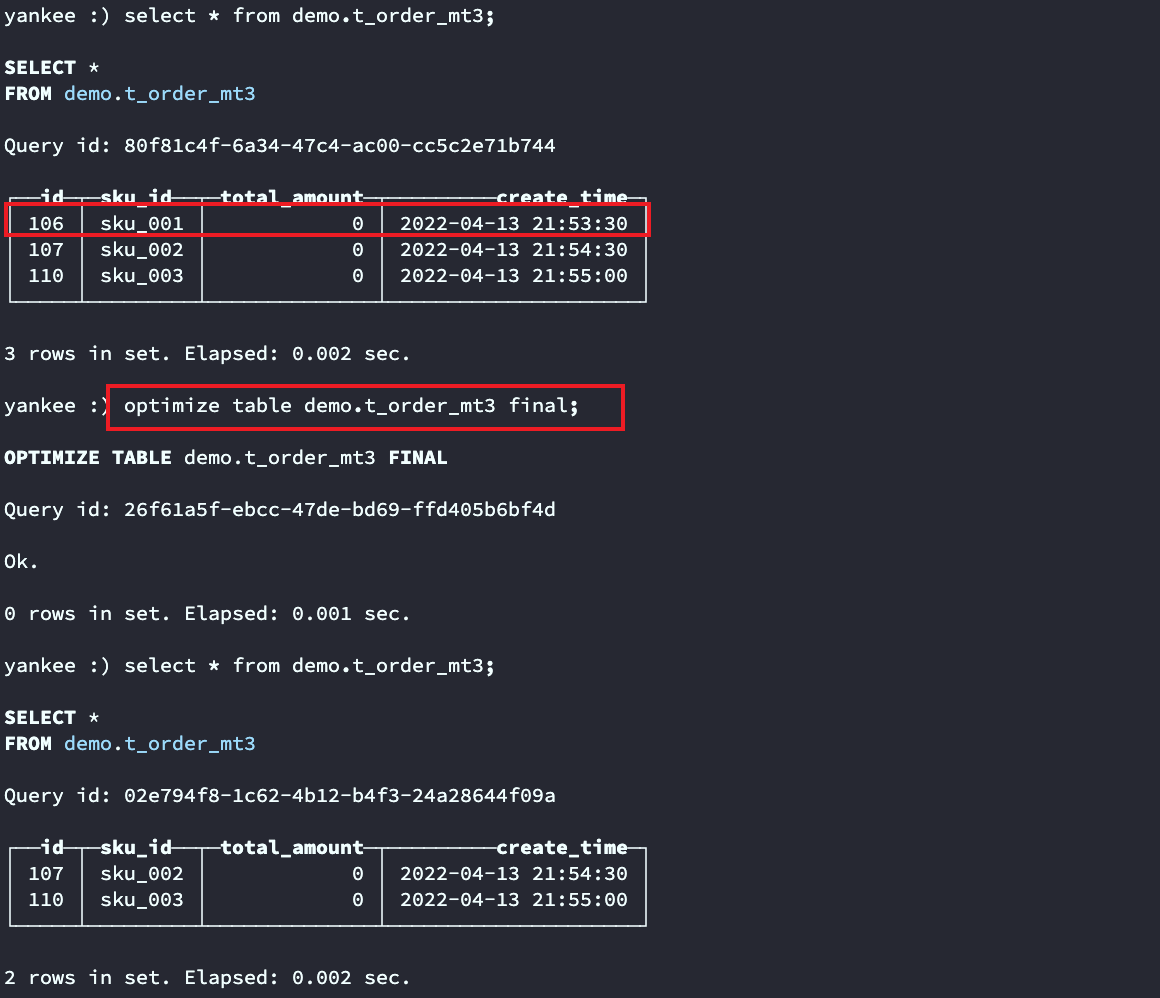 yankee :) select * from demo.t_order_mt3;
SELECT *
FROM demo.t_order_mt3
Query id: 80f81c4f-6a34-47c4-ac00-cc5c2e71b744
┌──id─┬─sku_id──┬─total_amount─┬─────────create_time─┐
│ 106 │ sku_001 │ 0 │ 2022-04-13 21:53:30 │
│ 107 │ sku_002 │ 0 │ 2022-04-13 21:54:30 │
│ 110 │ sku_003 │ 0 │ 2022-04-13 21:55:00 │
3 rows in set. Elapsed: 0.002 sec.
yankee :) optimize table demo.t_order_mt3 final;
OPTIMIZE TABLE demo.t_order_mt3 FINAL
Query id: 26f61a5f-ebcc-47de-bd69-ffd405b6bf4d
Ok.
0 rows in set. Elapsed: 0.001 sec.
yankee :) select * from demo.t_order_mt3;
SELECT *
FROM demo.t_order_mt3
Query id: 02e794f8-1c62-4b12-b4f3-24a28644f09a
┌──id─┬─sku_id──┬─total_amount─┬─────────create_time─┐
│ 107 │ sku_002 │ 0 │ 2022-04-13 21:54:30 │
│ 110 │ sku_003 │ 0 │ 2022-04-13 21:55:00 │
2 rows in set. Elapsed: 0.002 sec.